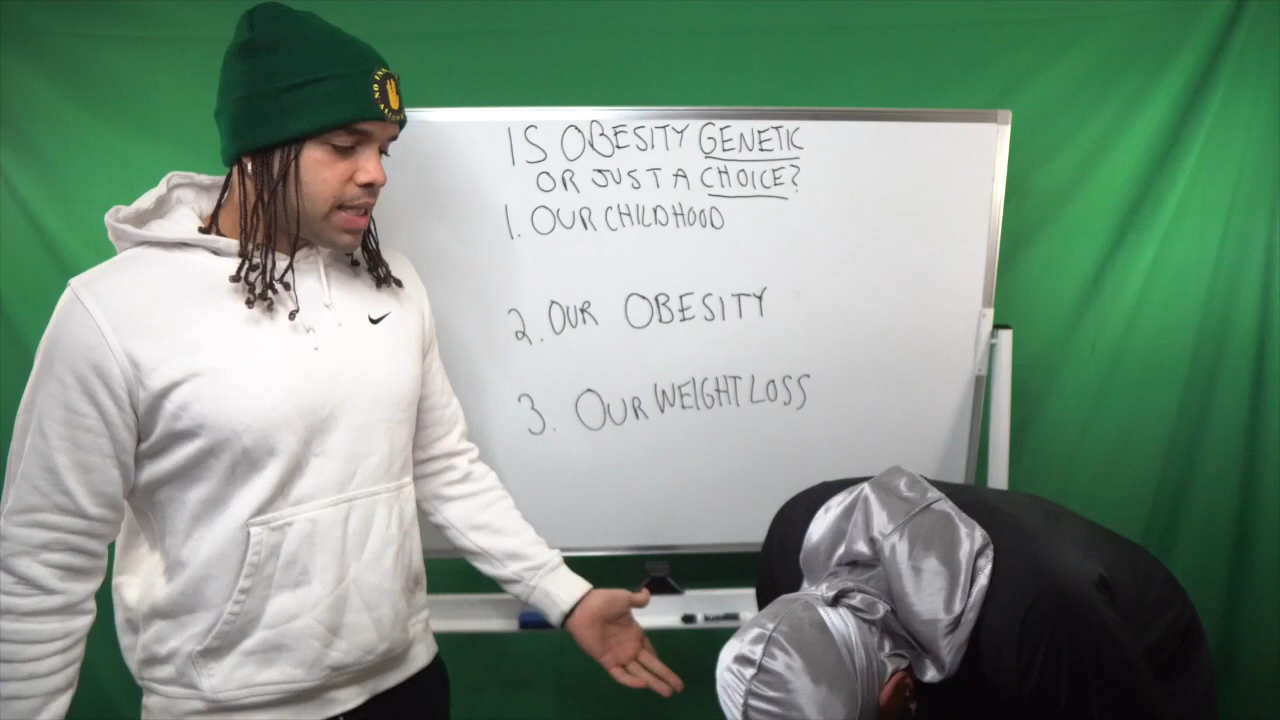 IS OBESITY GENETIC
OR JUST A CHOICE?
1. OUR CHILDHOOD
2. OUR OBESITY
3. OUR WEIGHT LOSS